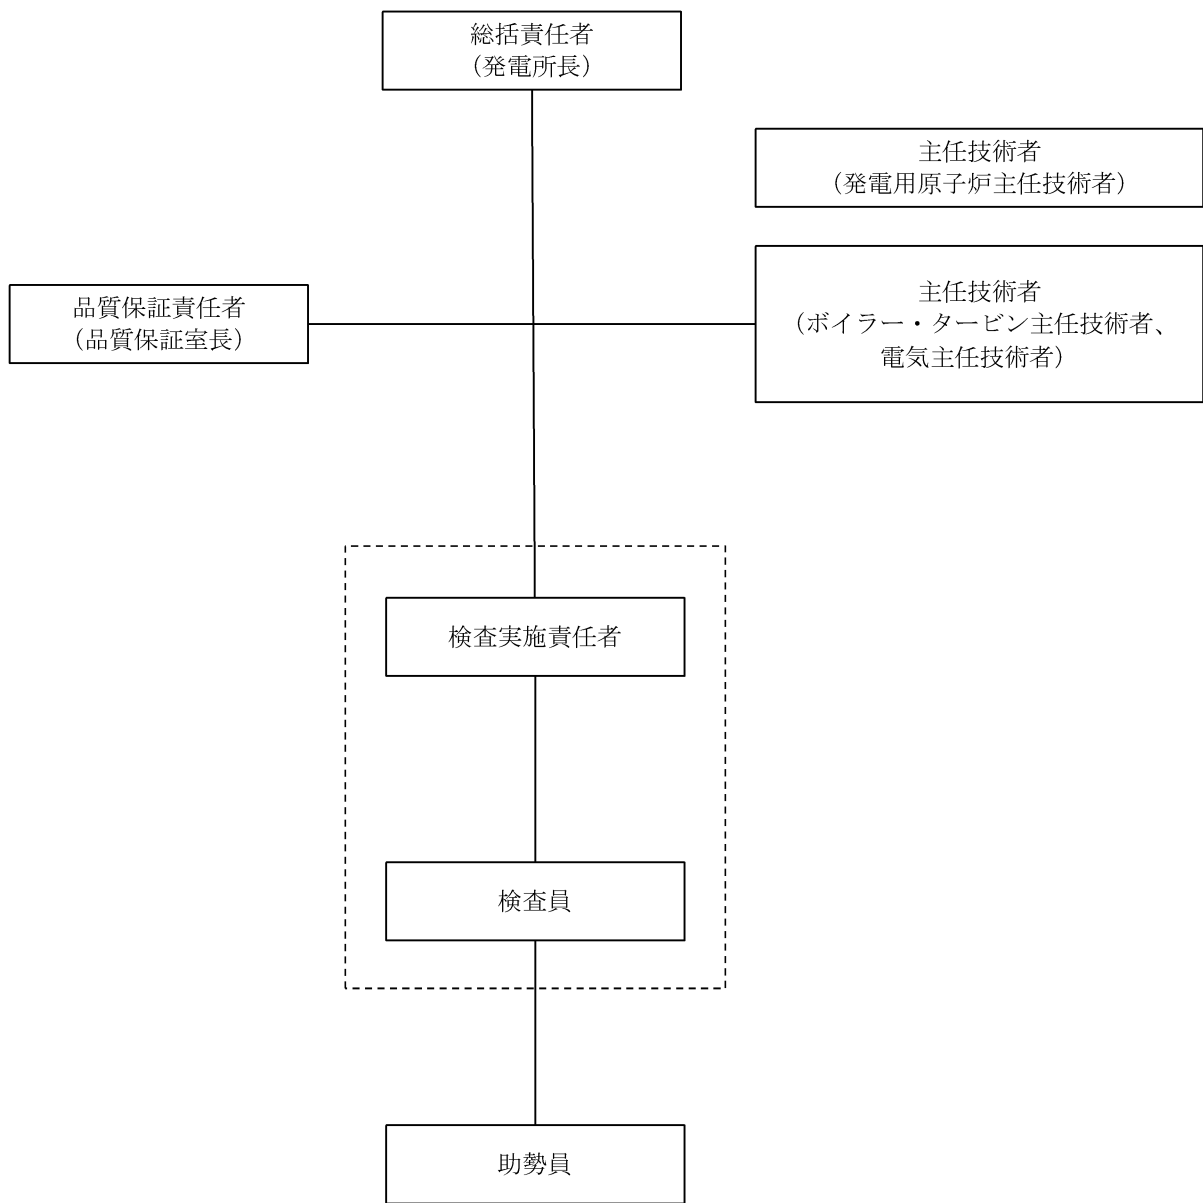 総括責任者
（発電所長）
主任技術者
（発電用原子炉主任技術者）
品質保証責任者
（品質保証室長）
主任技術者
（ボイラー・タービン主任技術者、
電気主任技術者）
検査実施責任者
検査員
助勢員